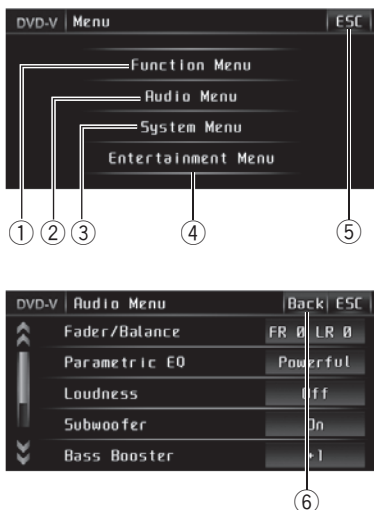 DVD-V Menu ESC
Function Menu
Audio Menu
System Menu
Entertainment Menu
① ② ③ ④ ⑤
DVD-V Audio Menu Back ESC
Fader/Balance FR 0 LR 0
Parametric EQ Powerful
Loudness Off
Subwoofer On
Bass Booster +1
⑥